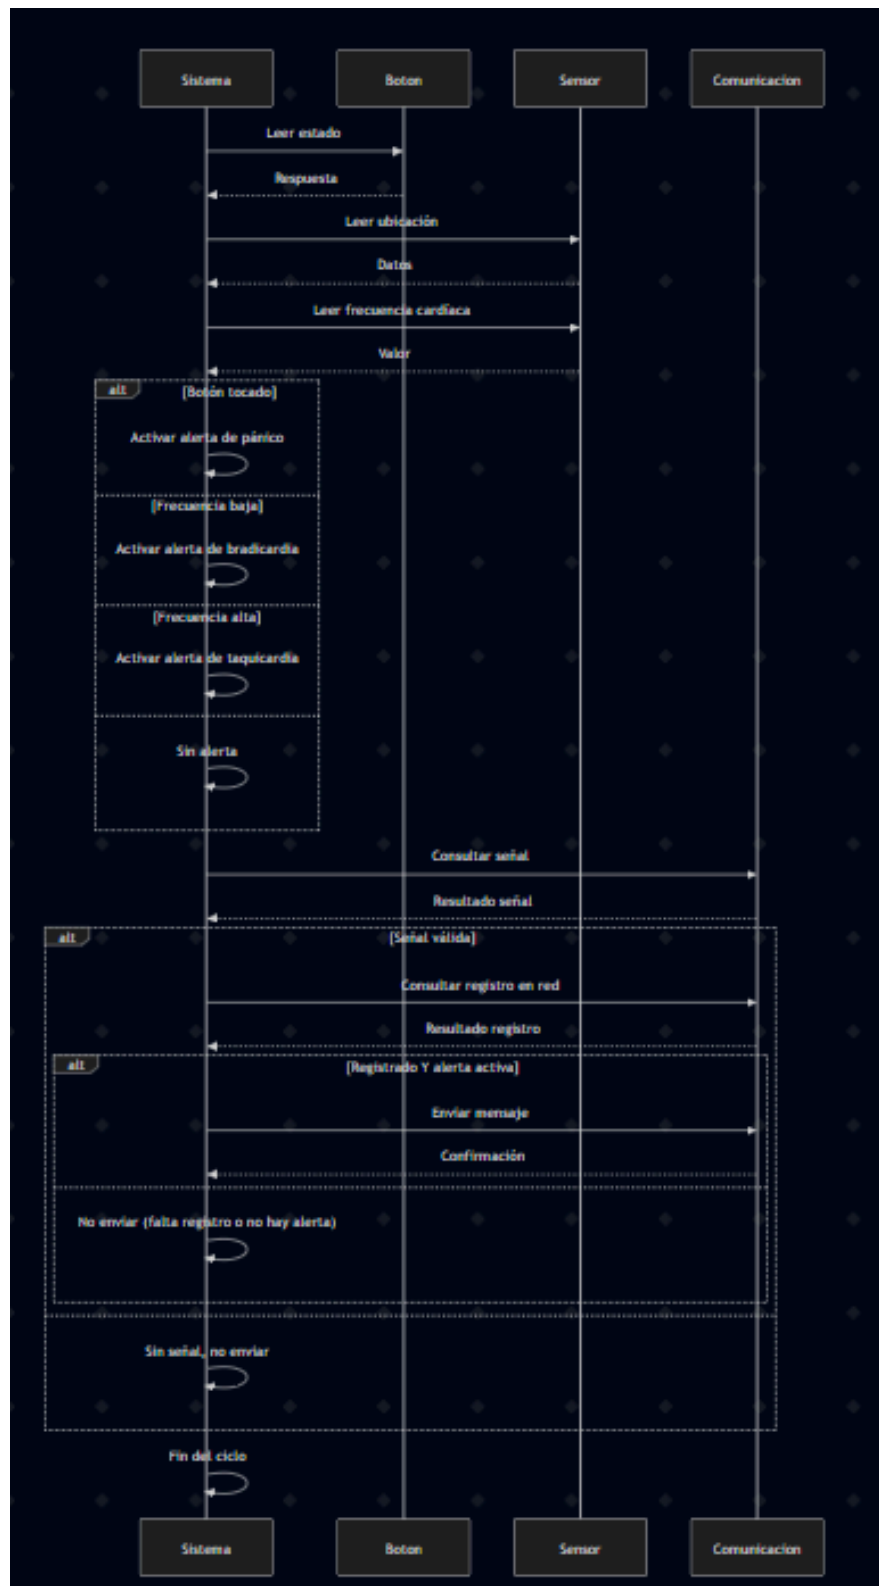 Sistema
Boton
Sensor
Comunicacion
Leer estado
Respuesta
Leer ubicación
Datos
Leer frecuencia cardíaca
Valor
alt
[Botón tocado]
Activar alerta de pánico
[Frecuencia baja]
Activar alerta de bradicardia
[Frecuencia alta]
Activar alerta de taquicardia
Sin alerta
Consultar señal
Resultado señal
alt
[Señal válida]
Consultar registro en red
Resultado registro
alt
[Registrado Y alerta activa]
Enviar mensaje
Confirmación
No enviar (falta registro o no hay alerta)
Sin señal, no enviar
Fin del ciclo
Sistema
Boton
Sensor
Comunicacion